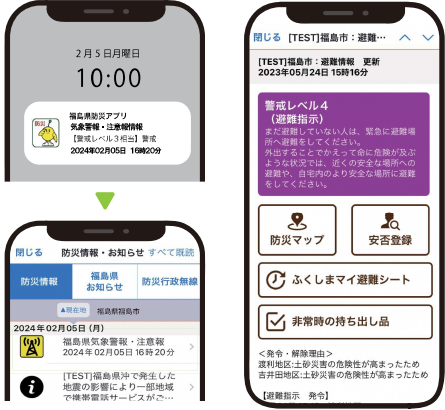 2月5日月曜日
10:00
防災
福島県防災アプリ
気象警報・注意報情報
【警戒レベル3相当】警戒
2024年02月05日 16時20分
閉じる 防災情報・お知らせ すべて既読
防災情報
福島県
お知らせ
防災行政無線
▲現在地 福島県福島市
2024年02月05日(月)
福島県気象警報・注意報
2024年02月05日16時20分
[TEST]福島県沖で発生した
地震の影響により一部地域
で携帯電話サービスがご…
閉じる [TEST]福島市:避難…
[TEST]福島市:避難情報 更新
2023年05月24日 15時16分
警戒レベル4
(避難指示)
まだ避難していない人は、緊急に避難場
所へ避難をしてください。
外出することでかえって命に危険が及ぶ
ような状況では、近くの安全な場所への
避難や、自宅内のより安全な場所に避難
をしてください。
防災マップ
安否登録
ふくしまマイ避難シート
非常時の持ち出し品
<発令・解除理由>
渡利地区:土砂災害の危険性が高まったため
吉井田地区:土砂災害の危険性が高まったため
【避難指示 発令】